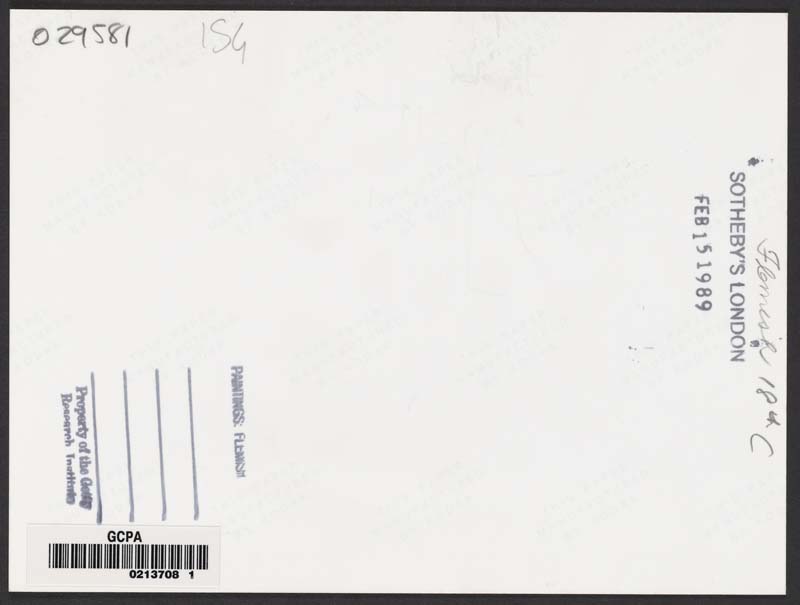 029581
154
SOTHEBY'S LONDON
FEB 15 1989
Flemish 18th C
PAINTINGS: FLEMISH
Property of the Getty
Research Institute
GCPA
0213708 1